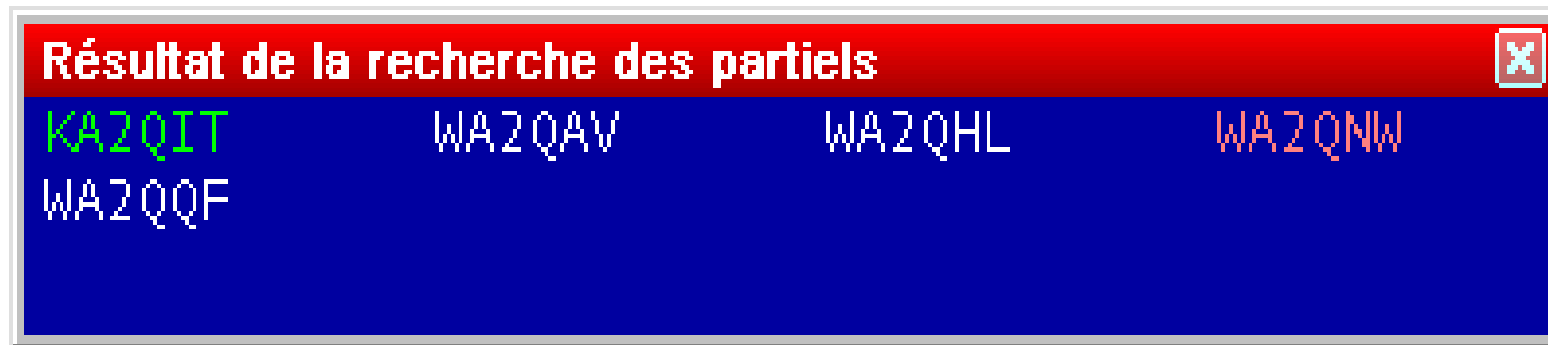 Résultat de la recherche des partiels
KA2QIT WA2QAV WA2QHL WA2QNW
WA2QQF